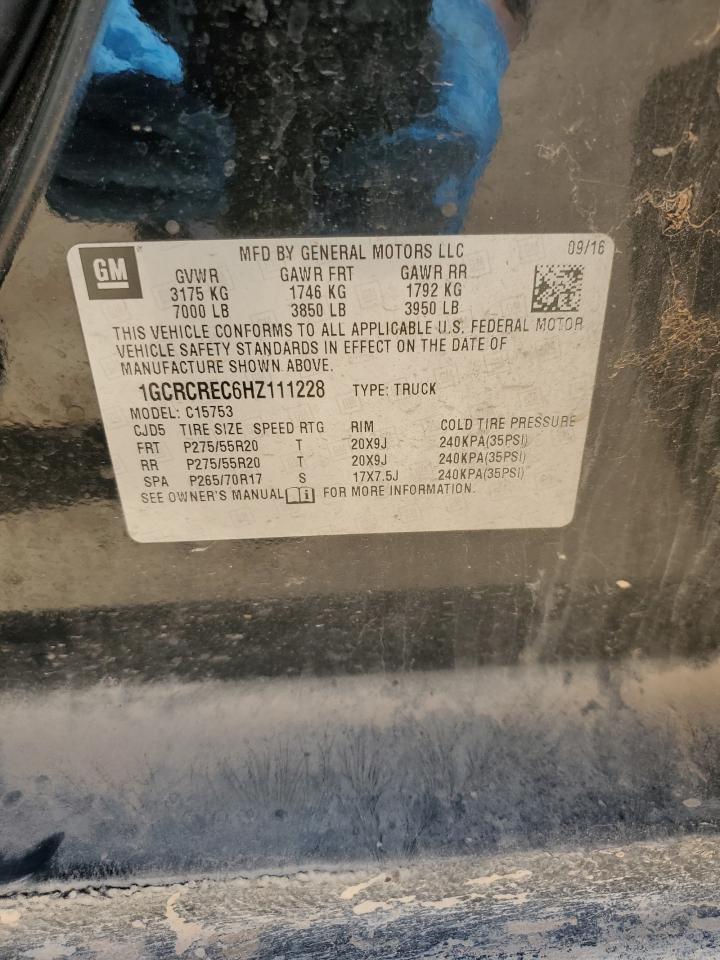 GM
MFD BY GENERAL MOTORS LLC 09/16
GVWR GAWR FRT GAWR RR
3175 KG 1746 KG 1792 KG
7000 LB 3850 LB 3950 LB
THIS VEHICLE CONFORMS TO ALL APPLICABLE U.S. FEDERAL MOTOR
VEHICLE SAFETY STANDARDS IN EFFECT ON THE DATE OF
MANUFACTURE SHOWN ABOVE.
1GCRCREC6HZ111228 TYPE: TRUCK
MODEL: C15753
CJD5 TIRE SIZE SPEED RTG RIM COLD TIRE PRESSURE
FRT P275/55R20 T 20X9J 240KPA(35PSI)
RR P275/55R20 T 20X9J 240KPA(35PSI)
SPA P265/70R17 S 17X7.5J 240KPA(35PSI)
SEE OWNER'S MANUAL i FOR MORE INFORMATION.